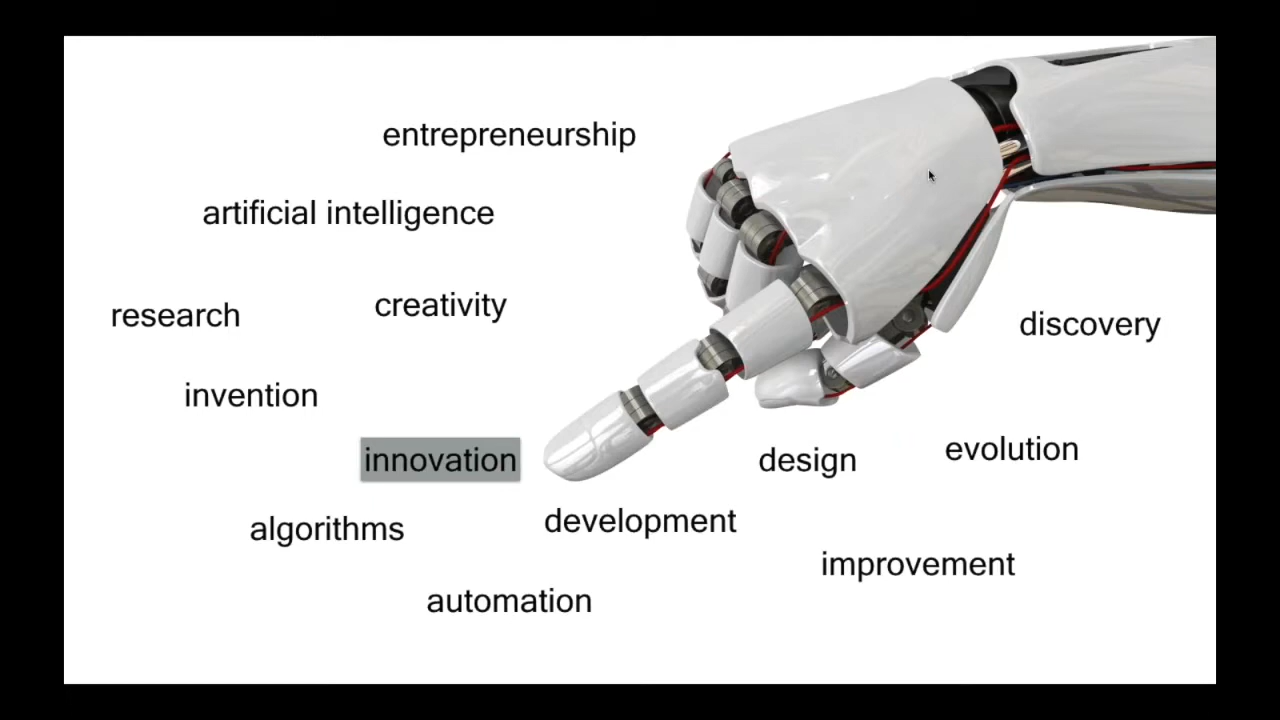 entrepreneurship
artificial intelligence
creativity
research
discovery
invention
innovation
design
evolution
algorithms
development
improvement
automation